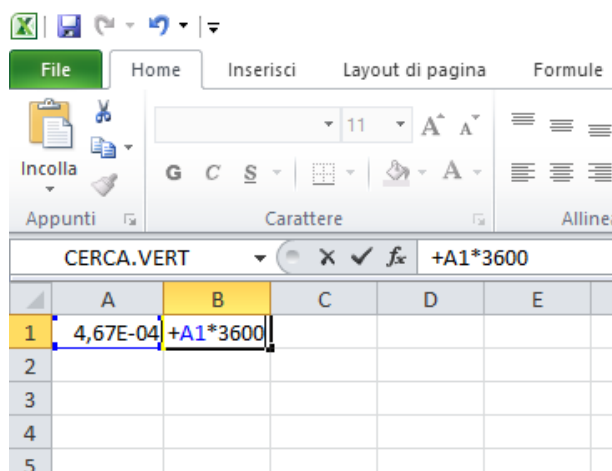 File Home Inserisci Layout di pagina Formule
11 A A
Incolla G C S A
Appunti Carattere
CERCA.VERT fx +A1*3600
A B C D E
1 4,67E-04 +A1*3600
2
3
4
5